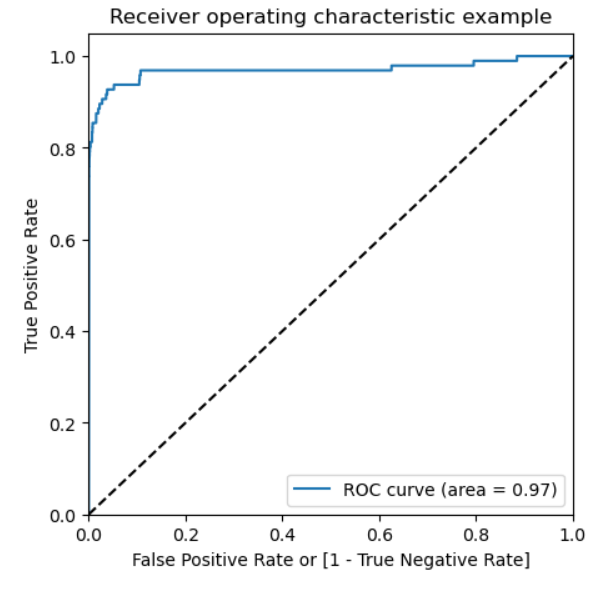 Receiver operating characteristic example
1.0
0.8
0.6
0.4
0.2
0.0
True Positive Rate
ROC curve (area = 0.97)
0.0 0.2 0.4 0.6 0.8 1.0
False Positive Rate or [1 - True Negative Rate]